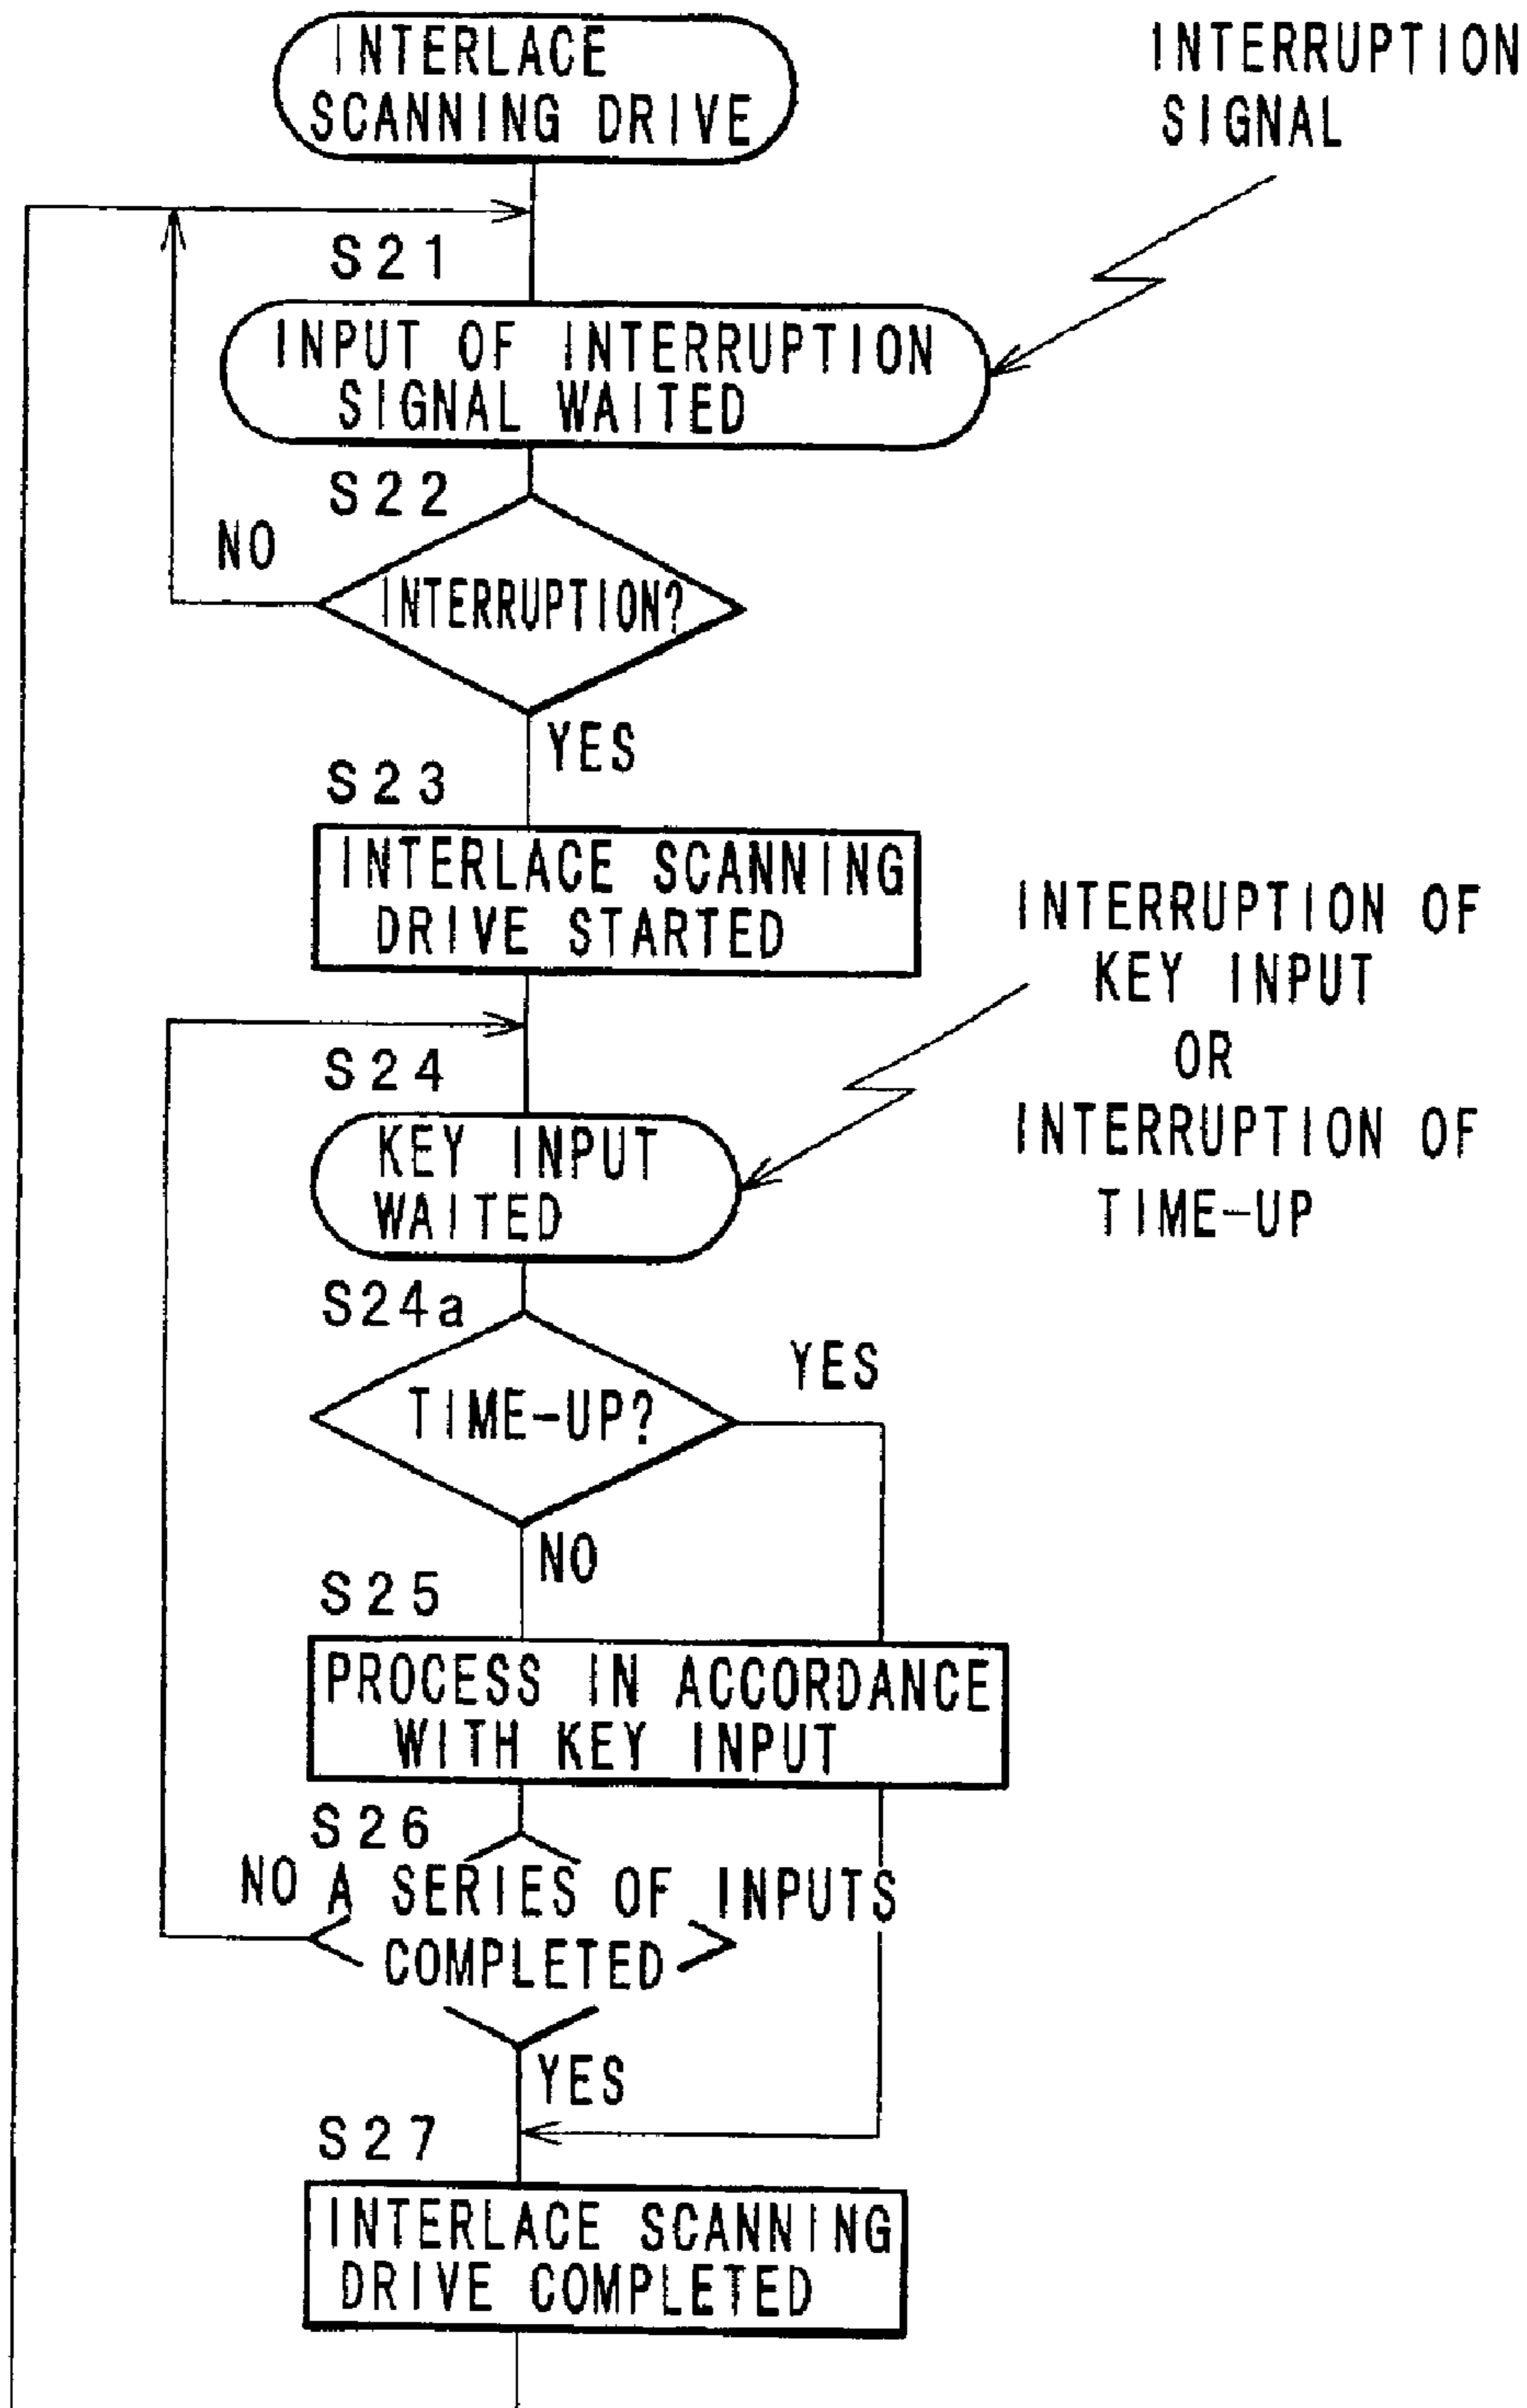 INTERLACE
SCANNING DRIVE
INTERRUPTION
SIGNAL
S21
INPUT OF INTERRUPTION
SIGNAL WAITED
S22
NO
INTERRUPTION?
YES
S23
INTERLACE SCANNING
DRIVE STARTED
INTERRUPTION OF
KEY INPUT
OR
INTERRUPTION OF
TIME-UP
S24
KEY INPUT
WAITED
S24a
YES
TIME-UP?
NO
S25
PROCESS IN ACCORDANCE
WITH KEY INPUT
S26
NO
A SERIES OF INPUTS
COMPLETED
YES
S27
INTERLACE SCANNING
DRIVE COMPLETED